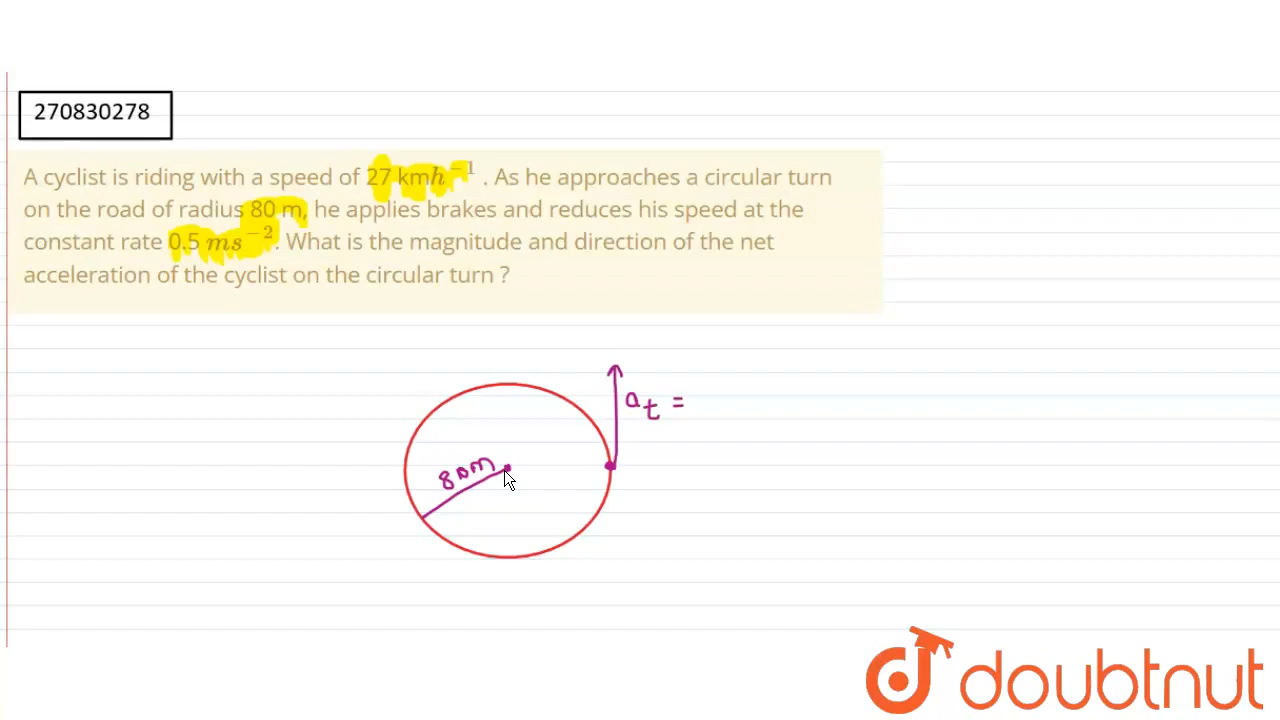 270830278
A cyclist is riding with a speed of 27 kmh⁻¹ . As he approaches a circular turn
on the road of radius 80 m, he applies brakes and reduces his speed at the
constant rate 0.5 ms⁻². What is the magnitude and direction of the net
acceleration of the cyclist on the circular turn ?
a_t =
80m
doubtnut